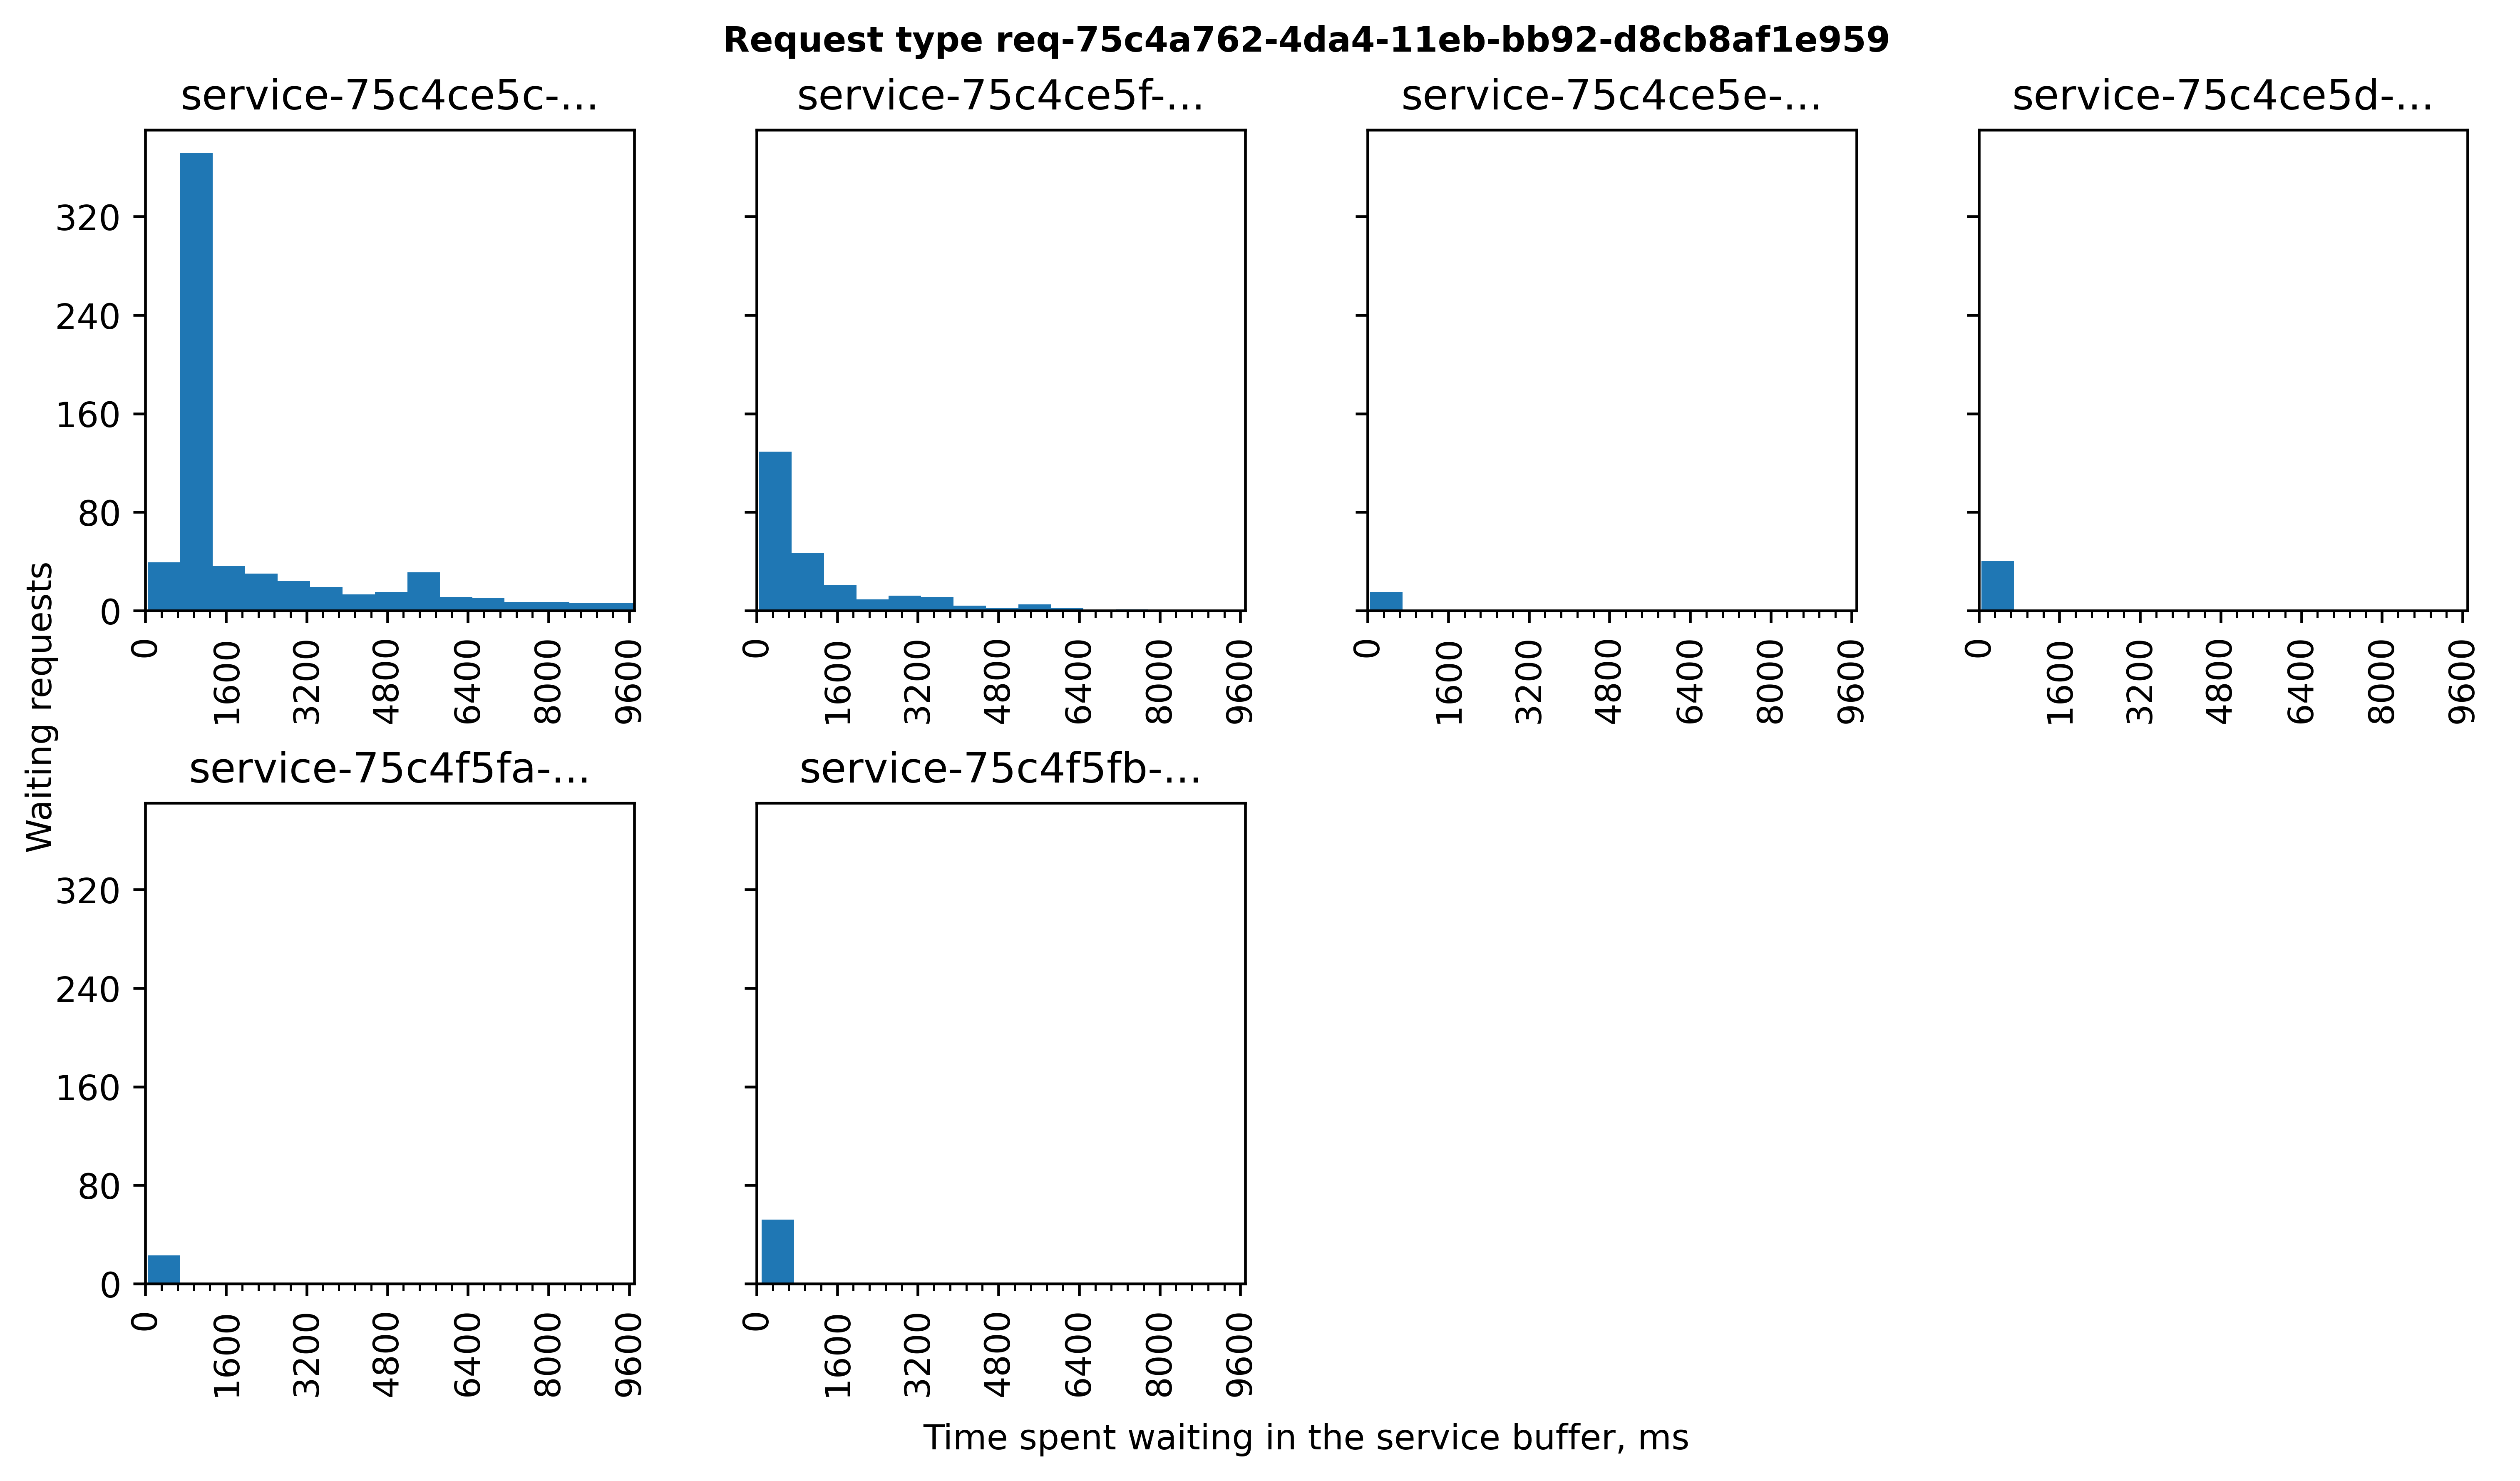 Request type req-75c4a762-4da4-11eb-bb92-d8cb8af1e959
service-75c4ce5c-...
service-75c4ce5f-...
service-75c4ce5e-...
service-75c4ce5d-...
320
240
160
80
0
0 1600 3200 4800 6400 8000 9600
0 1600 3200 4800 6400 8000 9600
0 1600 3200 4800 6400 8000 9600
0 1600 3200 4800 6400 8000 9600
Waiting requests
service-75c4f5fa-...
service-75c4f5fb-...
320
240
160
80
0
0 1600 3200 4800 6400 8000 9600
0 1600 3200 4800 6400 8000 9600
Time spent waiting in the service buffer, ms